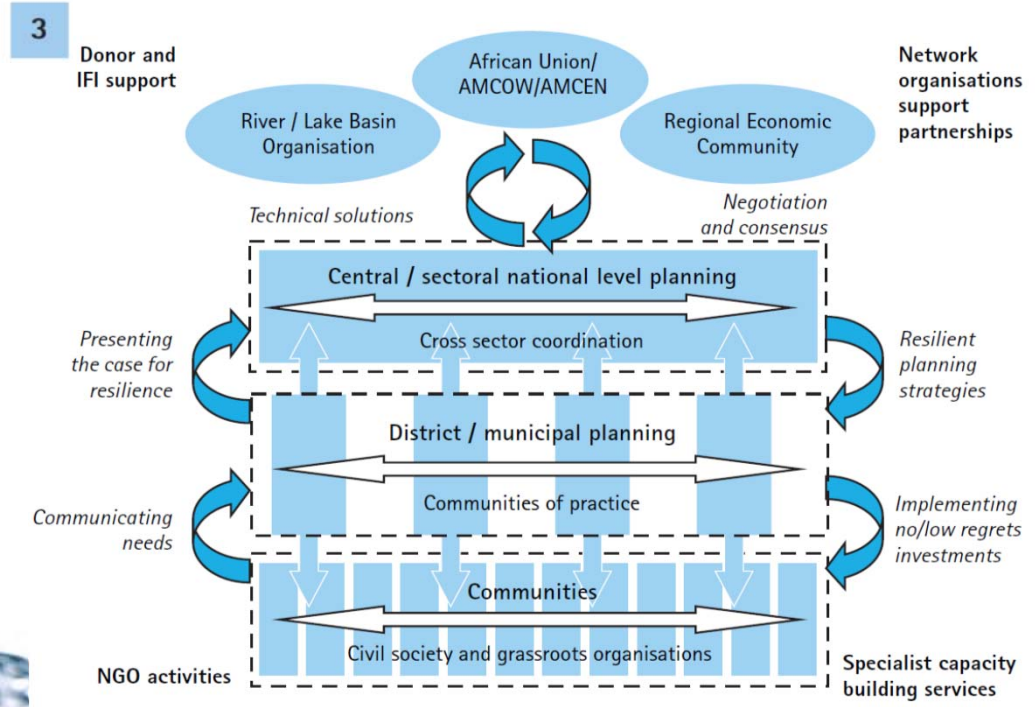 3
Donor and
IFI support
African Union/
AMCOW/AMCEN
Network
organisations
support
partnerships
River / Lake Basin
Organisation
Regional Economic
Community
Technical solutions
Negotiation
and consensus
Central / sectoral national level planning
Cross sector coordination
Presenting
the case for
resilience
Resilient
planning
strategies
District / municipal planning
Communities of practice
Communicating
needs
Implementing
no/low regrets
investments
Communities
Civil society and grassroots organisations
NGO activities
Specialist capacity
building services